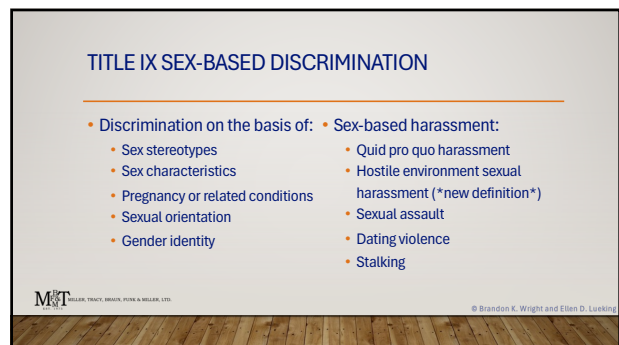 TITLE IX SEX-BASED DISCRIMINATION
• Discrimination on the basis of:
• Sex stereotypes
• Sex characteristics
• Pregnancy or related conditions
• Sexual orientation
• Gender identity
• Sex-based harassment:
• Quid pro quo harassment
• Hostile environment sexual
harassment (*new definition*)
• Sexual assault
• Dating violence
• Stalking
MILLER, TRACY, BRAUN, FUNK & MILLER, LTD.
© Brandon K. Wright and Ellen D. Lueking